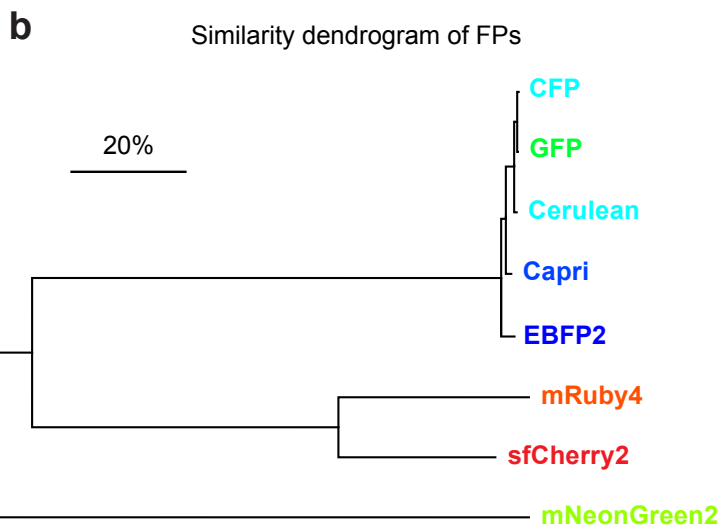 b
Similarity dendrogram of FPs
20%
CFP
GFP
Cerulean
Capri
EBFP2
mRuby4
sfCherry2
mNeonGreen2